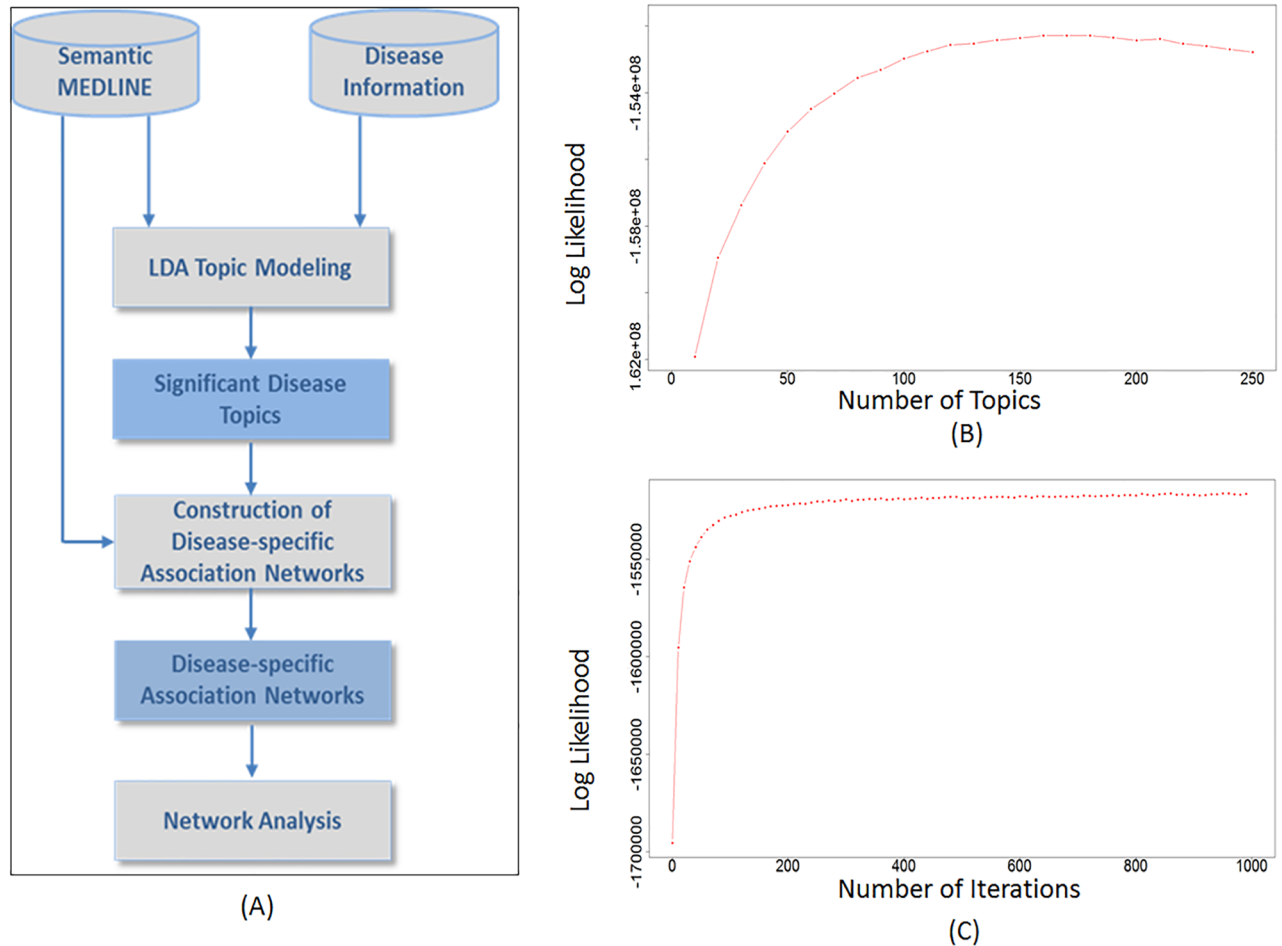 Semantic
MEDLINE
Disease
Information
LDA Topic Modeling
Significant Disease
Topics
Construction of
Disease-specific
Association Networks
Disease-specific
Association Networks
Network Analysis
(A)
Log Likelihood
-1.54e+08
-1.58e+08
1.62e+08
0 50 100 150 200 250
Number of Topics
(B)
Log Likelihood
-1550000
-1600000
-1650000
-1700000
0 200 400 600 800 1000
Number of Iterations
(C)